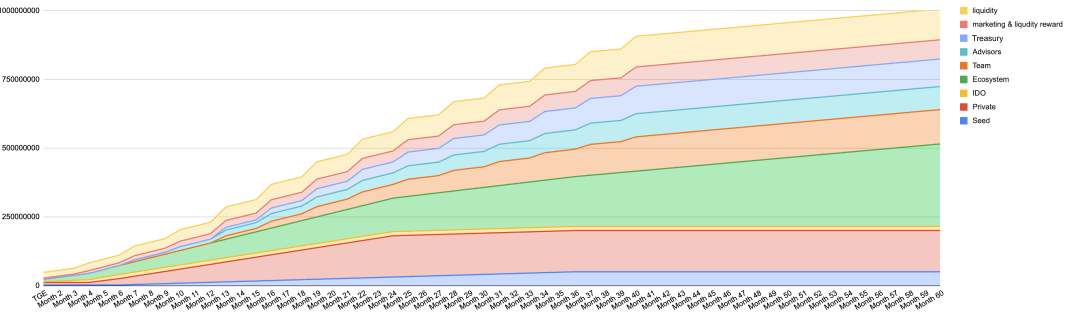 1000000000
750000000
500000000
250000000
0
TGE
Month 2
Month 3
Month 4
Month 5
Month 6
Month 7
Month 8
Month 9
Month 10
Month 11
Month 12
Month 13
Month 14
Month 15
Month 16
Month 17
Month 18
Month 19
Month 20
Month 21
Month 22
Month 23
Month 24
Month 25
Month 26
Month 27
Month 28
Month 29
Month 30
Month 31
Month 32
Month 33
Month 34
Month 35
Month 36
Month 37
Month 38
Month 39
Month 40
Month 41
Month 42
Month 43
Month 44
Month 45
Month 46
Month 47
Month 48
Month 49
Month 50
Month 51
Month 52
Month 53
Month 54
Month 55
Month 56
Month 57
Month 58
Month 59
Month 60
liquidity
marketing & liqudity reward
Treasury
Advisors
Team
Ecosystem
IDO
Private
Seed